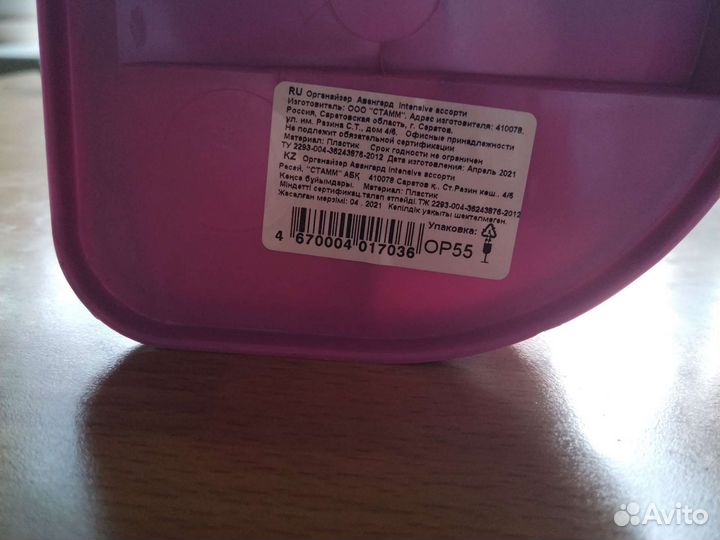 RU Органайзер Авангард Intensive ассорти
Изготовитель: ООО "СТАММ". Адрес изготовителя: 410078,
Россия, Саратовская область, г. Саратов,
ул. им. Разина С.Т., дом 4/6. Офисные принадлежности
Не подлежит обязательной сертификации
Материал: Пластик Срок годности не ограничен
ТУ 2293-004-36243876-2012 Дата изготовления: Апрель 2021
KZ Органайзер Авангард Intensive ассорти
Ресей, "СТАММ" АБҚ 410078 Саратов қ., Ст.Разин көш., 4/6
Кеңсе бұйымдары. Материал: Пластик
Міндетті сертификац.талап етпейді.ТЖ 2293-004-36243876-2012
Жасалған мерзімі: 04 . 2021 Кепілдік уақыты шектелмеген.
Упаковка:
4 670004 017036
ОР55
Avito